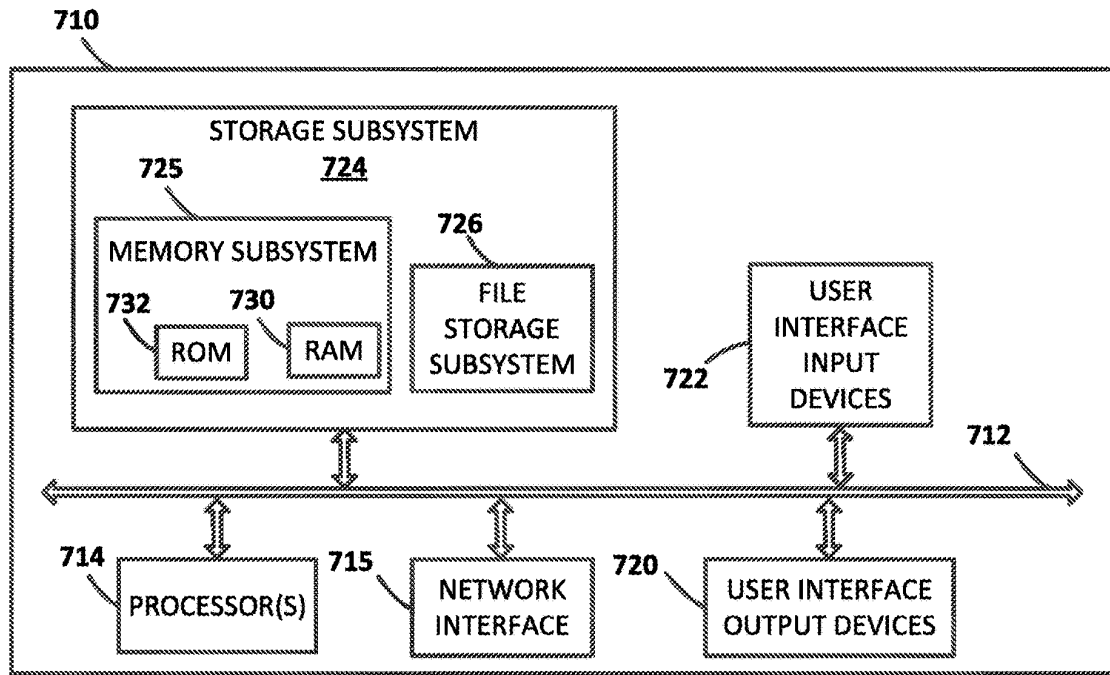 710
STORAGE SUBSYSTEM
724
725
MEMORY SUBSYSTEM
732
ROM
730
RAM
726
FILE
STORAGE
SUBSYSTEM
USER
INTERFACE
INPUT
DEVICES
722
712
714
PROCESSOR(S)
715
NETWORK
INTERFACE
720
USER INTERFACE
OUTPUT DEVICES